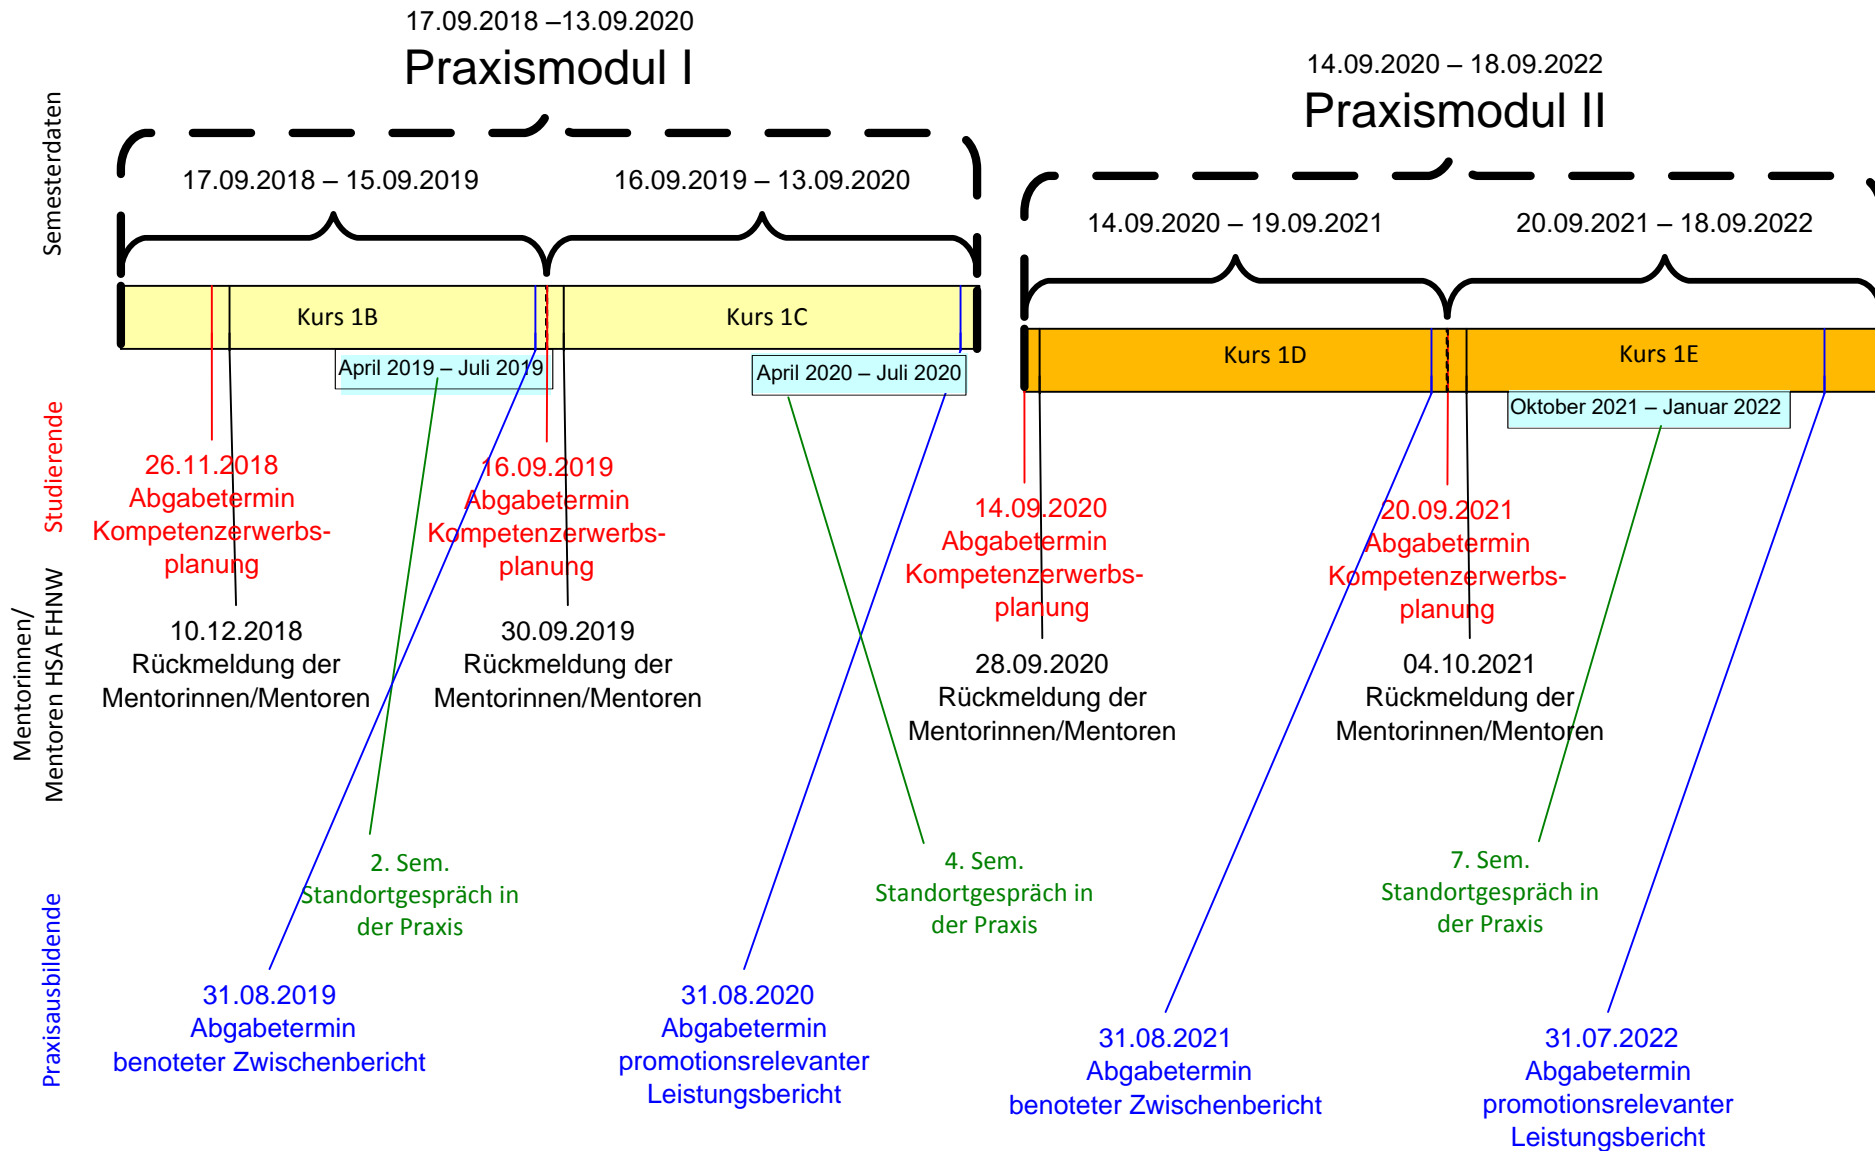 17.09.2018 –13.09.2020
Praxismodul I
14.09.2020 – 18.09.2022
Praxismodul II
Semesterdaten
17.09.2018 – 15.09.2019
16.09.2019 – 13.09.2020
14.09.2020 – 19.09.2021
20.09.2021 – 18.09.2022
Kurs 1B
Kurs 1C
Kurs 1D
Kurs 1E
April 2019 – Juli 2019
April 2020 – Juli 2020
Oktober 2021 – Januar 2022
Studierende
26.11.2018
Abgabetermin
Kompetenzerwerbs-
planung
16.09.2019
Abgabetermin
Kompetenzerwerbs-
planung
14.09.2020
Abgabetermin
Kompetenzerwerbs-
planung
20.09.2021
Abgabetermin
Kompetenzerwerbs-
planung
Mentorinnen/
Mentoren HSA FHNW
10.12.2018
Rückmeldung der
Mentorinnen/Mentoren
30.09.2019
Rückmeldung der
Mentorinnen/Mentoren
28.09.2020
Rückmeldung der
Mentorinnen/Mentoren
04.10.2021
Rückmeldung der
Mentorinnen/Mentoren
2. Sem.
Standortgespräch in
der Praxis
4. Sem.
Standortgespräch in
der Praxis
7. Sem.
Standortgespräch in
der Praxis
Praxisausbildende
31.08.2019
Abgabetermin
benoteter Zwischenbericht
31.08.2020
Abgabetermin
promotionsrelevanter
Leistungsbericht
31.08.2021
Abgabetermin
benoteter Zwischenbericht
31.07.2022
Abgabetermin
promotionsrelevanter
Leistungsbericht